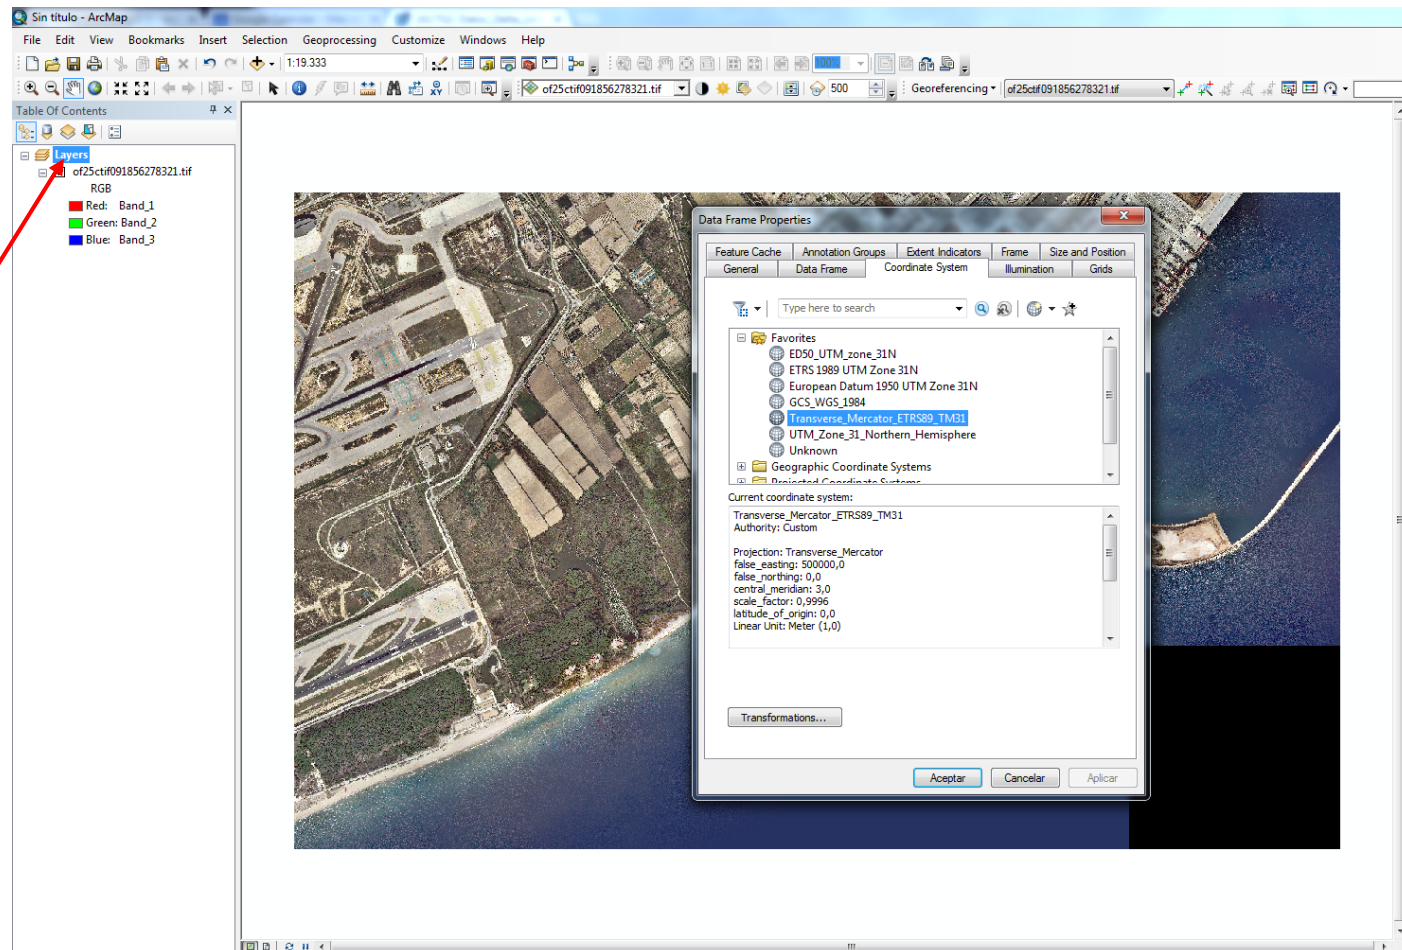 Sin título - ArcMap
File Edit View Bookmarks Insert Selection Geoprocessing Customize Windows Help
1:19.333
100%
of25ctif091856278321.tif
500
Georeferencing
of25ctif091856278321.tif
Table Of Contents
Layers
of25ctif091856278321.tif
RGB
Red: Band_1
Green: Band_2
Blue: Band_3
Data Frame Properties
Feature Cache Annotation Groups Extent Indicators Frame Size and Position
General Data Frame Coordinate System Illumination Grids
Type here to search
Favorites
ED50_UTM_zone_31N
ETRS 1989 UTM Zone 31N
European Datum 1950 UTM Zone 31N
GCS_WGS_1984
Transverse_Mercator_ETRS89_TM31
UTM_Zone_31_Northern_Hemisphere
Unknown
Geographic Coordinate Systems
Projected Coordinate Systems
Current coordinate system:
Transverse_Mercator_ETRS89_TM31
Authority: Custom
Projection: Transverse_Mercator
false_easting: 500000,0
false_northing: 0,0
central_meridian: 3,0
scale_factor: 0,9996
latitude_of_origin: 0,0
Linear Unit: Meter (1,0)
Transformations...
Aceptar Cancelar Aplicar